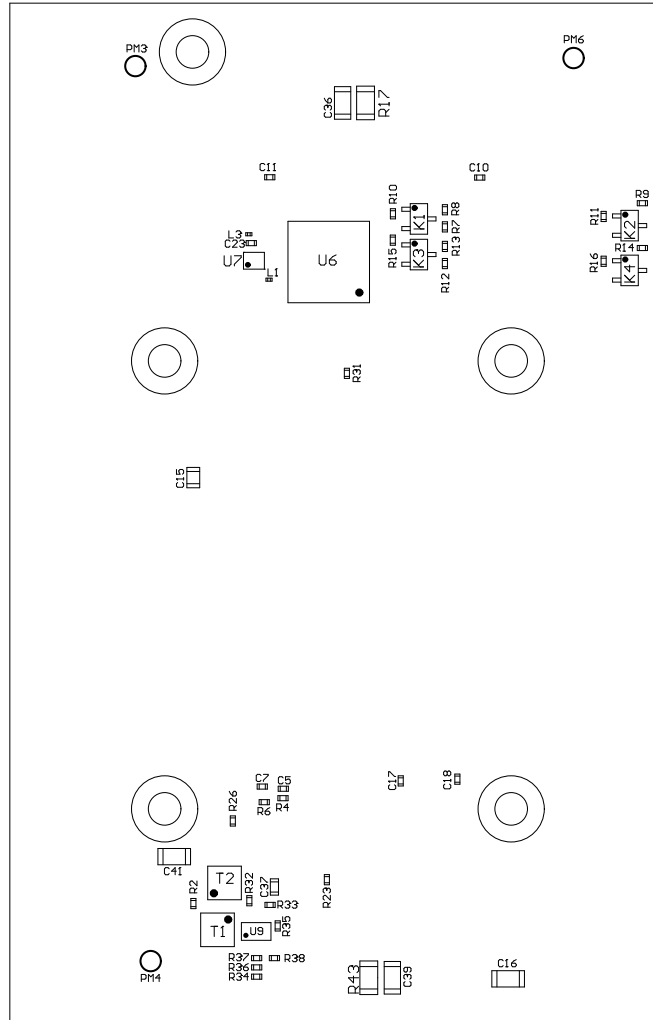 PM3
PM6
C36
R17
C11
C10
R10
K1
R8
R7
R9
R11
K2
L3
C23
U7
L1
U6
R15
K3
R13
R12
R14
R16
K4
R31
C15
C7
C5
R6
R4
R26
C17
C18
C41
T2
R32
C37
R2
R33
R23
T1
U9
R35
R37
R38
R36
R34
PM4
R43
C39
C16